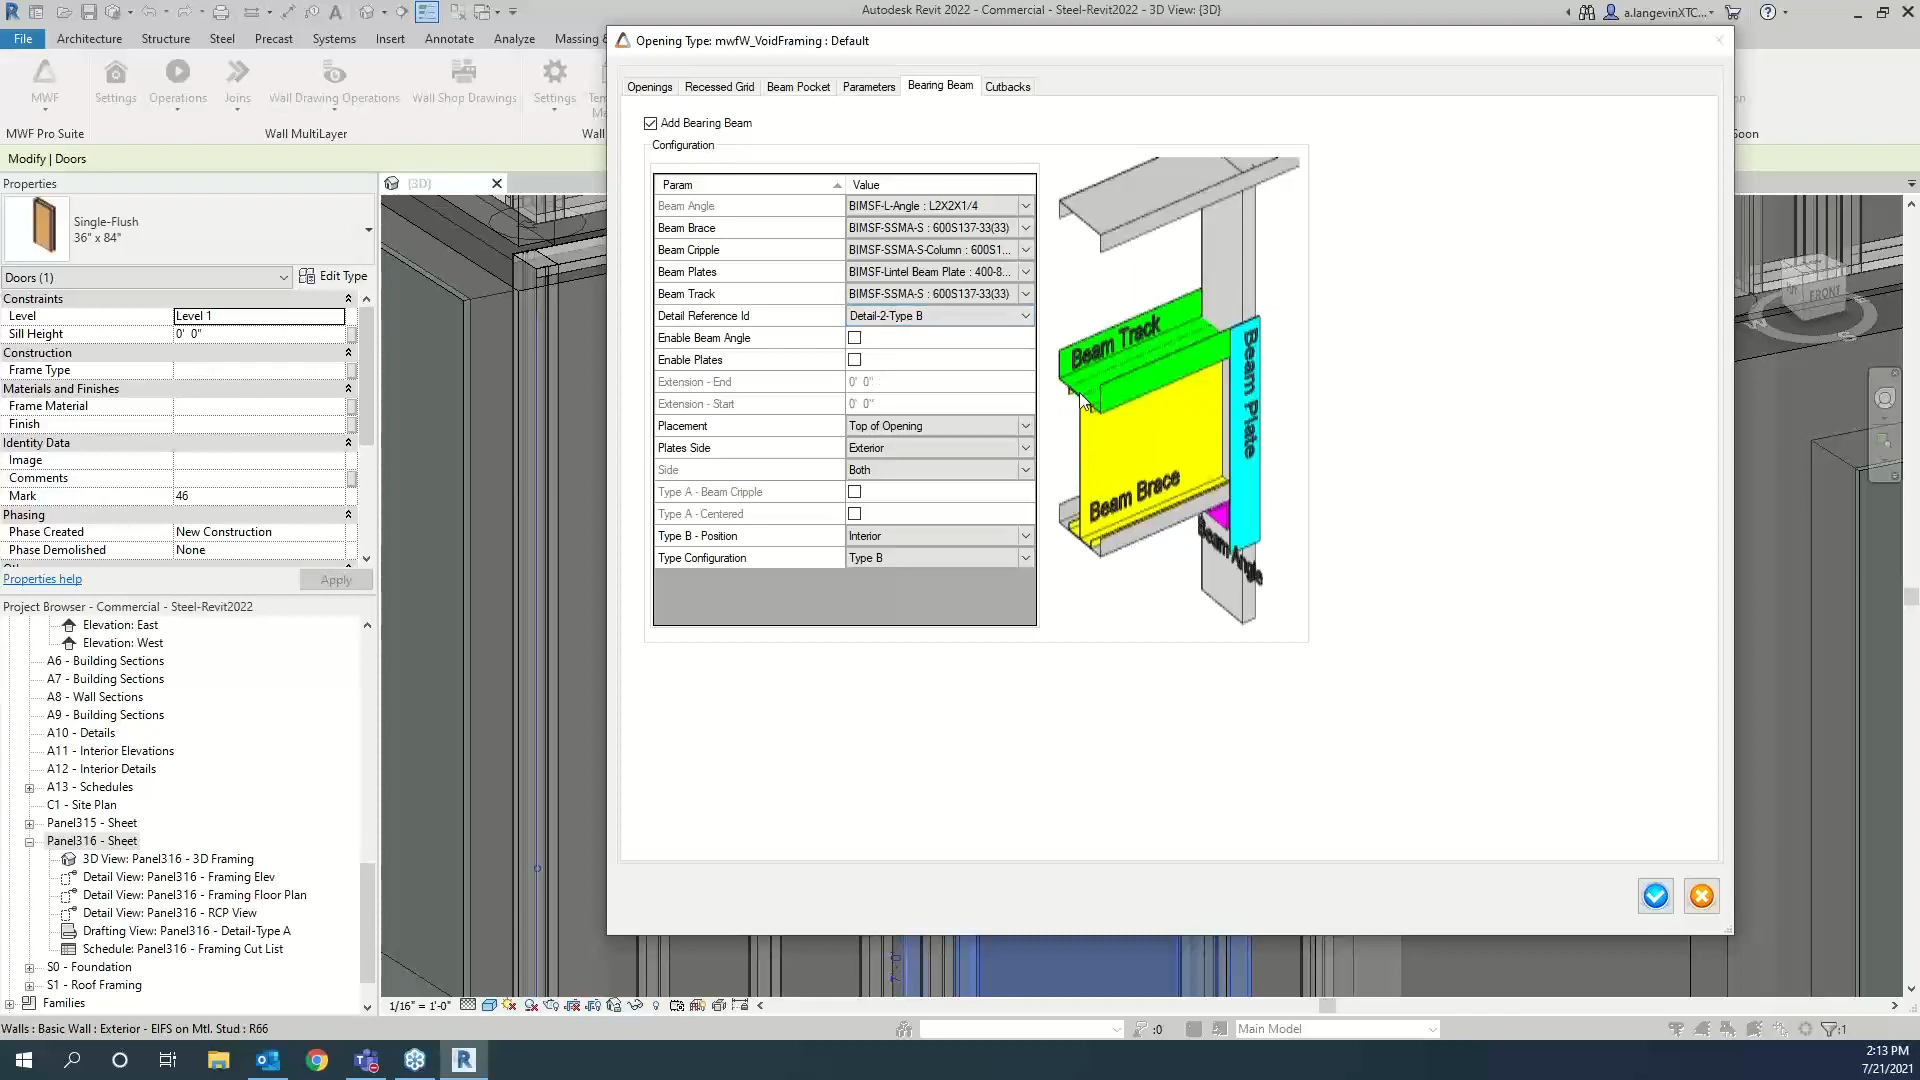 Autodesk Revit 2022 - Commercial - Steel-Revit2022 - 3D View: {3D}
a.langevinXTC...
File Architecture Structure Steel Precast Systems Insert Annotate Analyze Massing &
MWF Settings Operations Joins Wall Drawing Operations Wall Shop Drawings Settings
MWF Pro Suite Wall MultiLayer Wall
Modify | Doors
Properties
{3D}
Single-Flush
36" x 84"
Doors (1) Edit Type
Constraints
Level Level 1
Sill Height 0' 0"
Construction
Frame Type
Materials and Finishes
Frame Material
Finish
Identity Data
Image
Comments
Mark 46
Phasing
Phase Created New Construction
Phase Demolished None
Properties help Apply
Project Browser - Commercial - Steel-Revit2022
Elevation: East
Elevation: West
A6 - Building Sections
A7 - Building Sections
A8 - Wall Sections
A9 - Building Sections
A10 - Details
A11 - Interior Elevations
A12 - Interior Details
A13 - Schedules
C1 - Site Plan
Panel315 - Sheet
Panel316 - Sheet
3D View: Panel316 - 3D Framing
Detail View: Panel316 - Framing Elev
Detail View: Panel316 - Framing Floor Plan
Detail View: Panel316 - RCP View
Drafting View: Panel316 - Detail-Type A
Schedule: Panel316 - Framing Cut List
S0 - Foundation
S1 - Roof Framing
Families
Opening Type: mwfW_VoidFraming : Default
Openings Recessed Grid Beam Pocket Parameters Bearing Beam Cutbacks
Add Bearing Beam
Configuration
Param Value
Beam Angle BIMSF-L-Angle : L2X2X1/4
Beam Brace BIMSF-SSMA-S : 600S137-33(33)
Beam Cripple BIMSF-SSMA-S-Column : 600S1...
Beam Plates BIMSF-Lintel Beam Plate : 400-8...
Beam Track BIMSF-SSMA-S : 600S137-33(33)
Detail Reference Id Detail-2-Type B
Enable Beam Angle
Enable Plates
Extension - End 0' 0"
Extension - Start 0' 0"
Placement Top of Opening
Plates Side Exterior
Side Both
Type A - Beam Cripple
Type A - Centered
Type B - Position Interior
Type Configuration Type B
Beam Track
Beam Plate
Beam Brace
Beam Angle
FRONT
Soon
1/16" = 1'-0"
Walls : Basic Wall : Exterior - EIFS on Mtl. Stud : R66
:0
Main Model
:1
2:13 PM
7/21/2021